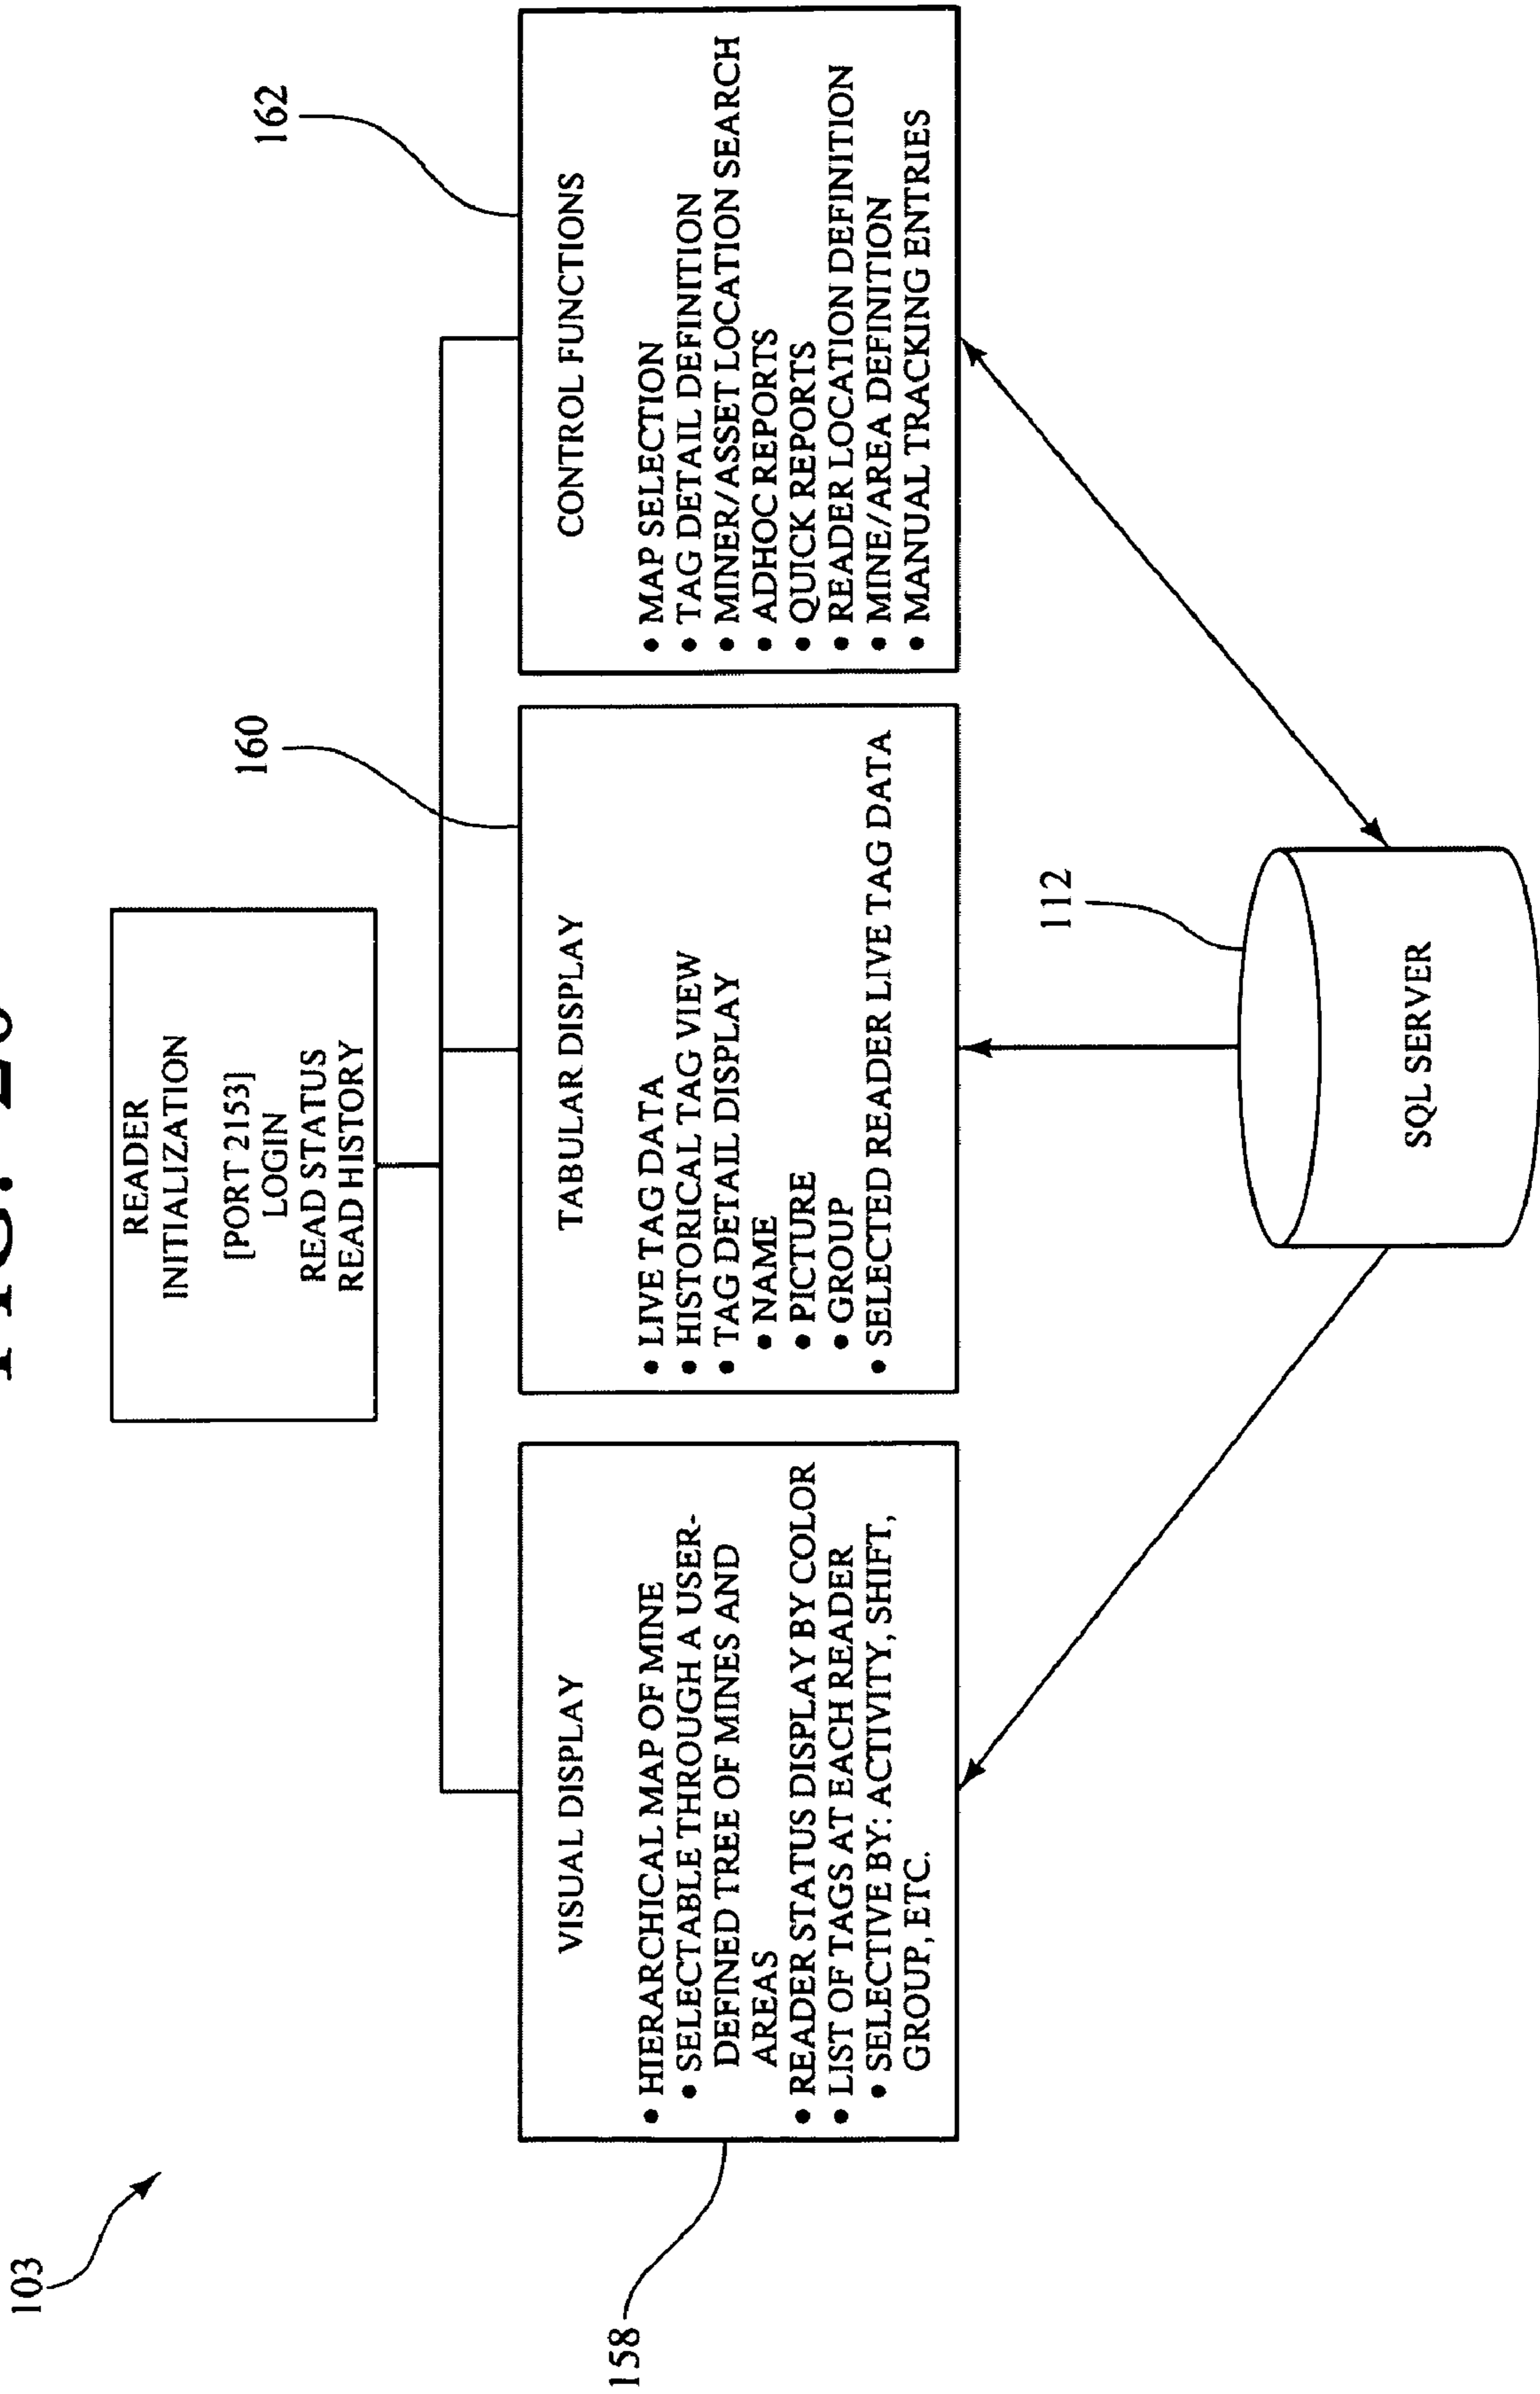 103
READER
INITIALIZATION
[PORT 2153]
LOGIN
READ STATUS
READ HISTORY
158
VISUAL DISPLAY
• HIERARCHICAL MAP OF MINE
• SELECTABLE THROUGH A USER-
DEFINED TREE OF MINES AND
AREAS
• READER STATUS DISPLAY BY COLOR
• LIST OF TAGS AT EACH READER
• SELECTIVE BY: ACTIVITY, SHIFT,
GROUP, ETC.
160
TABULAR DISPLAY
• LIVE TAG DATA
• HISTORICAL TAG VIEW
• TAG DETAIL DISPLAY
• NAME
• PICTURE
• GROUP
• SELECTED READER LIVE TAG DATA
162
CONTROL FUNCTIONS
• MAP SELECTION
• TAG DETAIL DEFINITION
• MINER/ASSET LOCATION SEARCH
• ADHOC REPORTS
• QUICK REPORTS
• READER LOCATION DEFINITION
• MINE/AREA DEFINITION
• MANUAL TRACKING ENTRIES
112
SQL SERVER